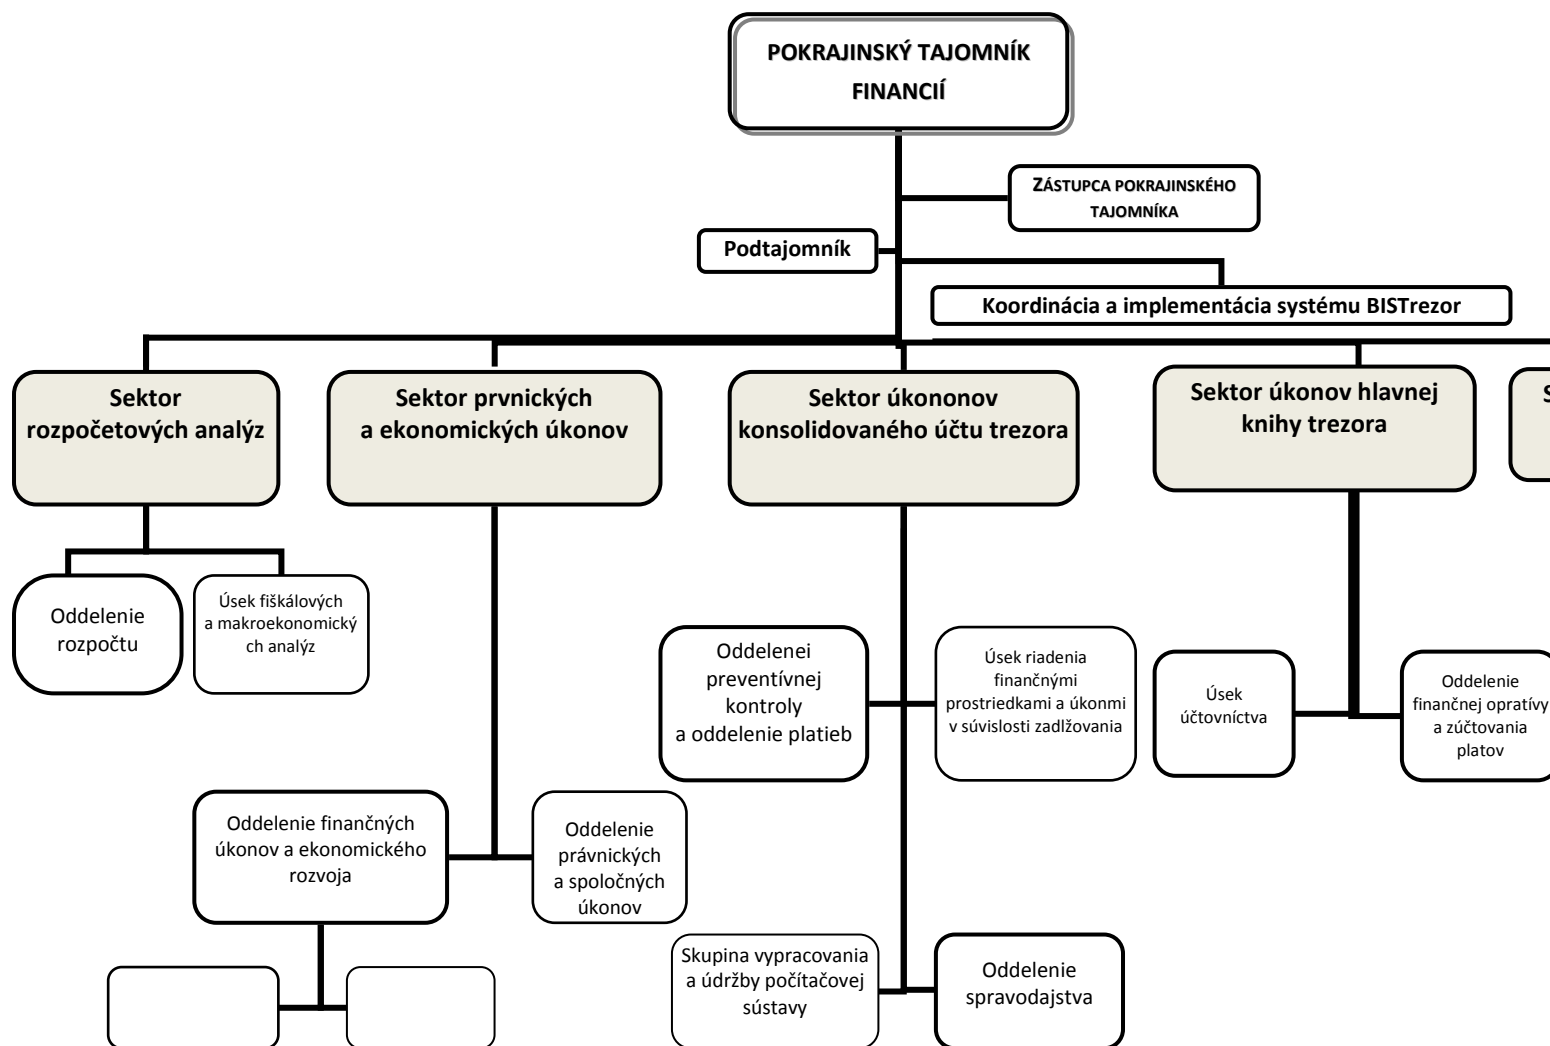 POKRAJINSKÝ TAJOMNÍK
FINANCIÍ
ZÁSTUPCA POKRAJINSKÉHO
TAJOMNÍKA
Podtajomník
Koordinácia a implementácia systému BISTrezor
Sektor
rozpočetových analýz
Sektor prvnických
a ekonomických úkonov
Sektor úkononov
konsolidovaného účtu trezora
Sektor úkonov hlavnej
knihy trezora
S
Oddelenie
rozpočtu
Úsek fiškálových
a makroekonomický
ch analýz
Oddelenei
preventívnej
kontroly
a oddelenie platieb
Úsek riadenia
finančnými
prostriedkami a úkonmi
v súvislosti zadlžovania
Úsek
účtovníctva
Oddelenie
finančnej opratívy
a zúčtovania
platov
Oddelenie finančných
úkonov a ekonomického
rozvoja
Oddelenie
právnických
a spoločných
úkonov
Skupina vypracovania
a údržby počítačovej
sústavy
Oddelenie
spravodajstva